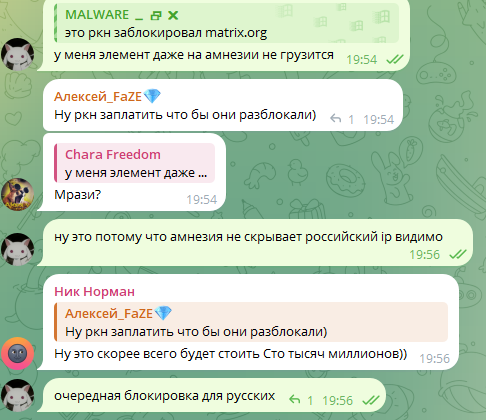 MALWARE _ 🗗 ✕
это ркн заблокировал matrix.org
у меня элемент даже на амнезии не грузится
19:54
Алексей_FaZE💎
Ну ркн заплатить что бы они разблокали)
1 19:54
Chara Freedom
у меня элемент даже ...
Мрази?
19:54
ну это потому что амнезия не скрывает российский ip видимо
19:56
Ник Норман
Алексей_FaZE💎
Ну ркн заплатить что бы они разблокали)
Ну это скорее всего будет стоить Сто тысяч миллионов))
19:56
очередная блокировка для русских
1 19:56